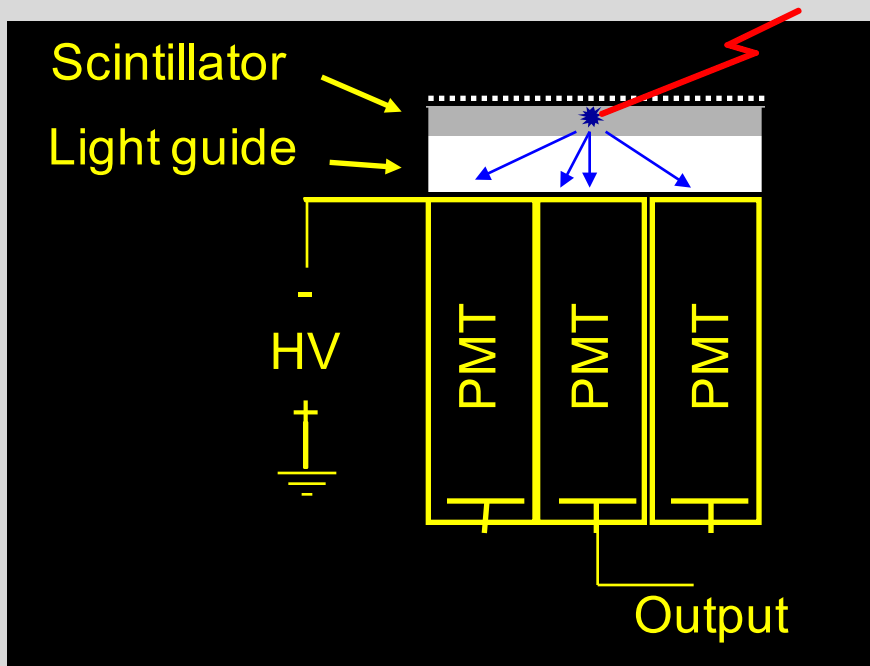 Scintillator
Light guide
-
HV
+
PMT
PMT
PMT
Output